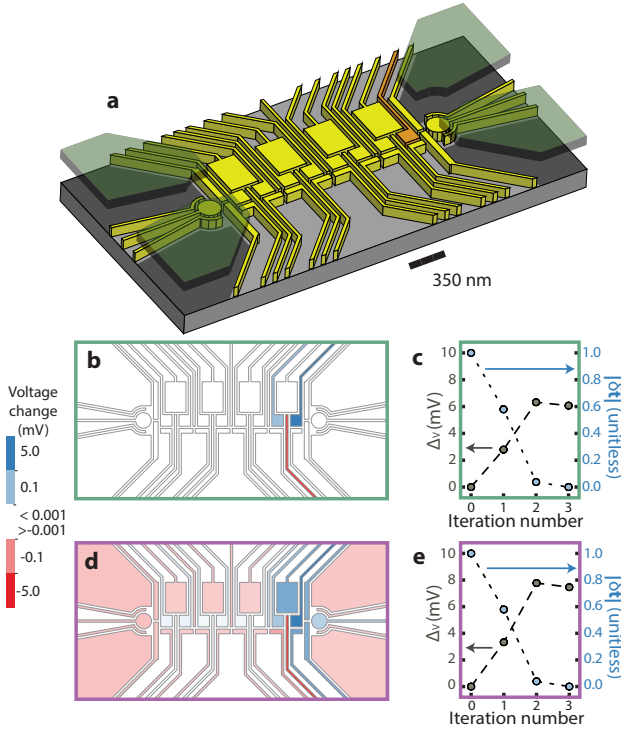 a
350 nm
b
c
Voltage
change
(mV)
5.0
0.1
< 0.001
>-0.001
-0.1
-5.0
10
8
6
4
2
0
Δv (mV)
1.0
0.8
0.6
0.4
0.2
0.0
|δt| (unitless)
0 1 2 3
Iteration number
d
e
10
8
6
4
2
0
Δv (mV)
1.0
0.8
0.6
0.4
0.2
0.0
|δt| (unitless)
0 1 2 3
Iteration number